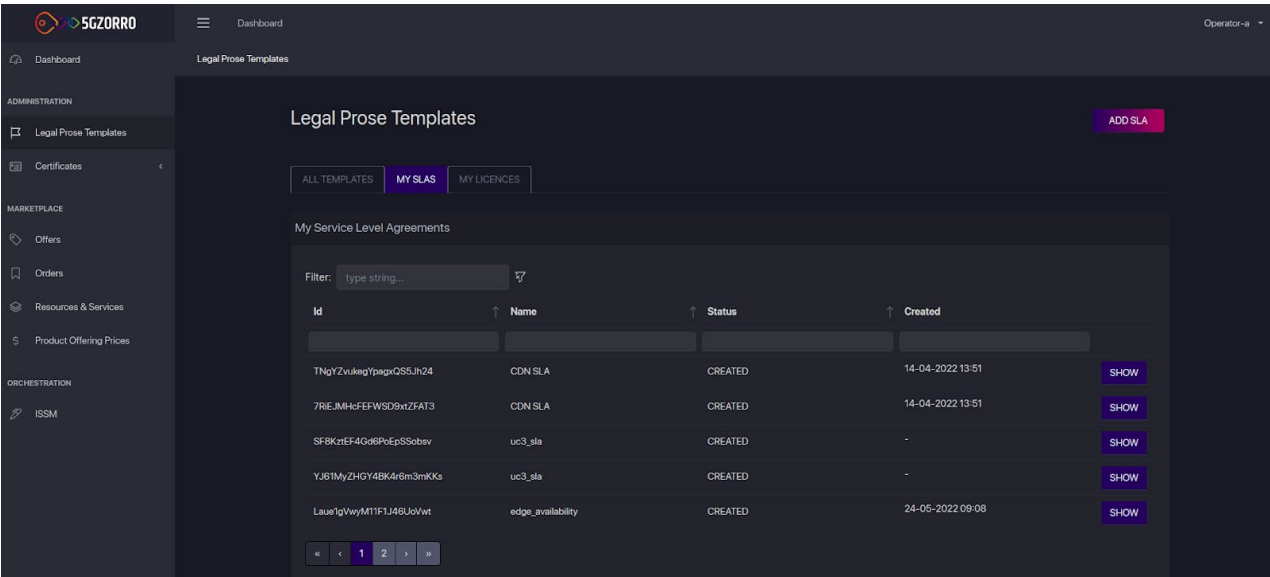 5GZORRO
Dashboard
Operator-a
Dashboard
Legal Prose Templates
ADMINISTRATION
Legal Prose Templates
Certificates
MARKETPLACE
Offers
Orders
Resources & Services
Product Offering Prices
ORCHESTRATION
ISSM
Legal Prose Templates
ADD SLA
ALL TEMPLATES MY SLAS MY LICENCES
My Service Level Agreements
Filter: type string...
Id Name Status Created
TNgYZvukegYpagxQS5Jh24 CDN SLA CREATED 14-04-2022 13:51 SHOW
7RiEJMHcFEFWSD9xtZFAT3 CDN SLA CREATED 14-04-2022 13:51 SHOW
SF8KztEF4Gd6PoEpSSobsv uc3_sla CREATED - SHOW
YJ61MyZHGY4BK4r6m3mKKs uc3_sla CREATED - SHOW
Laue1gVwyM11F1J46UoVwt edge_availability CREATED 24-05-2022 09:08 SHOW
« ‹ 1 2 › »